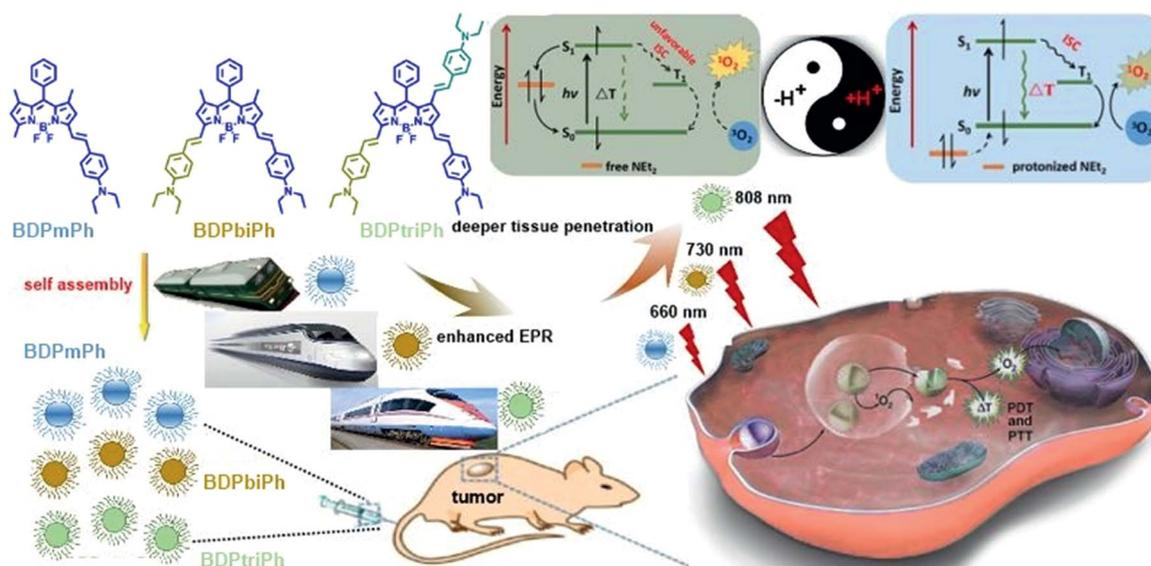 N
N
N
N
N
N
N
N
N
N
N
N
B
F F
B
F F
B
F F
BDPmPh
BDPbiPh
BDPtriPh
Energy
S₁
S₀
hν
ΔT
unfavorable
ISC
T₁
¹O₂
³O₂
free NEt₂
-H⁺
+H⁺
Energy
S₁
S₀
hν
ΔT
ISC
T₁
¹O₂
³O₂
protonized NEt₂
deeper tissue penetration
808 nm
730 nm
660 nm
self assembly
enhanced EPR
BDPmPh
BDPbiPh
BDPtriPh
tumor
¹O₂
O₂
ΔT
PDT
and
PTT